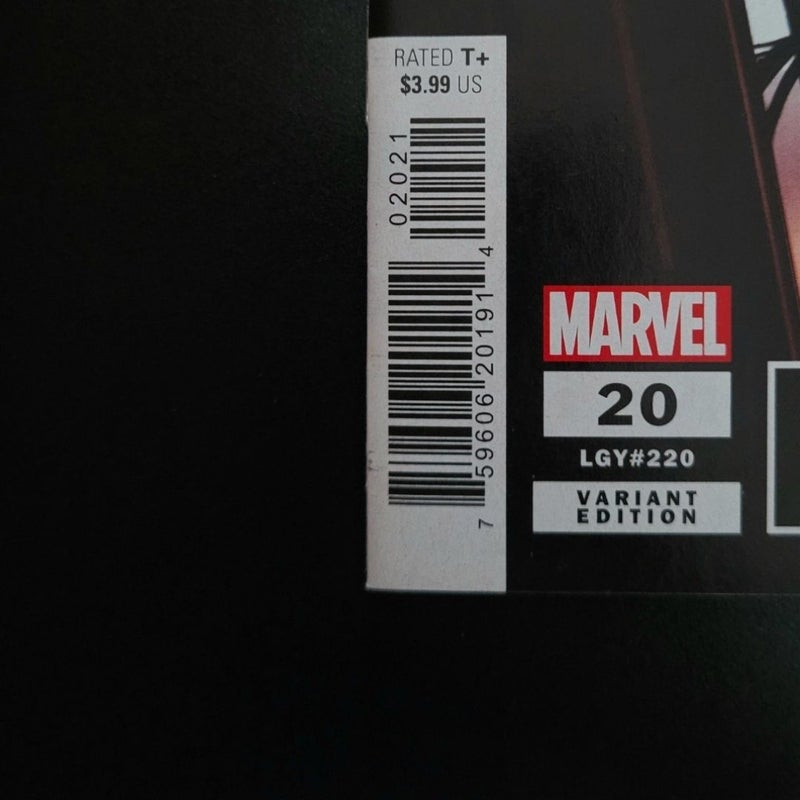 RATED T+
$3.99 US
02021
7 59606 20191 4
MARVEL
20
LGY#220
VARIANT
EDITION